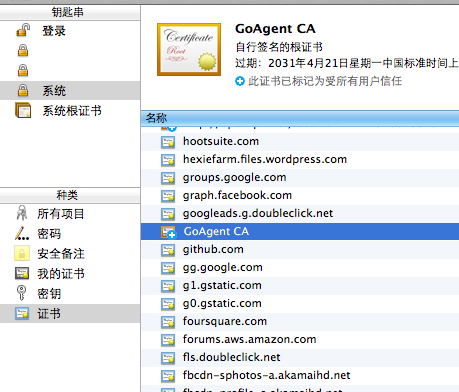 钥匙串
登录
系统
系统根证书
种类
所有项目
密码
安全备注
我的证书
密钥
证书
Certificate
Root
GoAgent CA
自行签名的根证书
过期：2031年4月21日星期一中国标准时间上
此证书已标记为受所有用户信任
名称
hootsuite.com
hexiefarm.files.wordpress.com
groups.google.com
graph.facebook.com
googleads.g.doubleclick.net
GoAgent CA
github.com
gg.google.com
g1.gstatic.com
g0.gstatic.com
foursquare.com
forums.aws.amazon.com
fls.doubleclick.net
fbcdn-sphotos-a.akamaihd.net